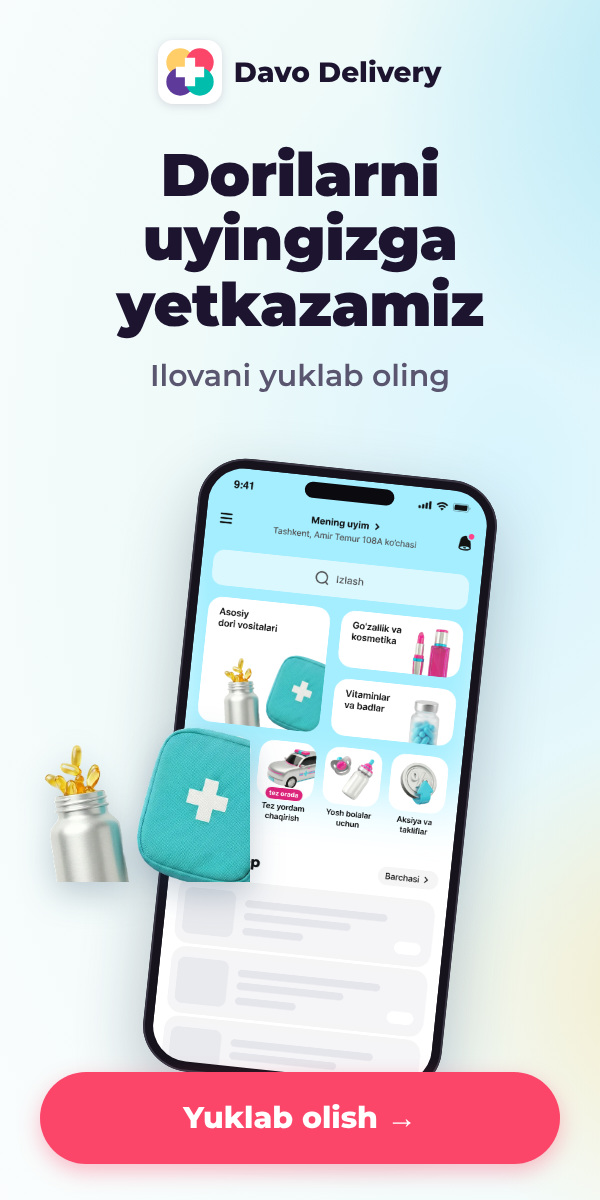 Davo Delivery
Dorilarni
uyingizga
yetkazamiz
Ilovani yuklab oling
9:41
Mening uyim >
Tashkent, Amir Temur 108A ko'chasi
Izlash
Asosiy
dori vositalari
Go'zallik va
kosmetika
Vitaminlar
va badlar
tez orada
Tez yordam
chaqirish
Yosh bolalar
uchun
Aksiya va
takliflar
p
Barchasi >
Yuklab olish →